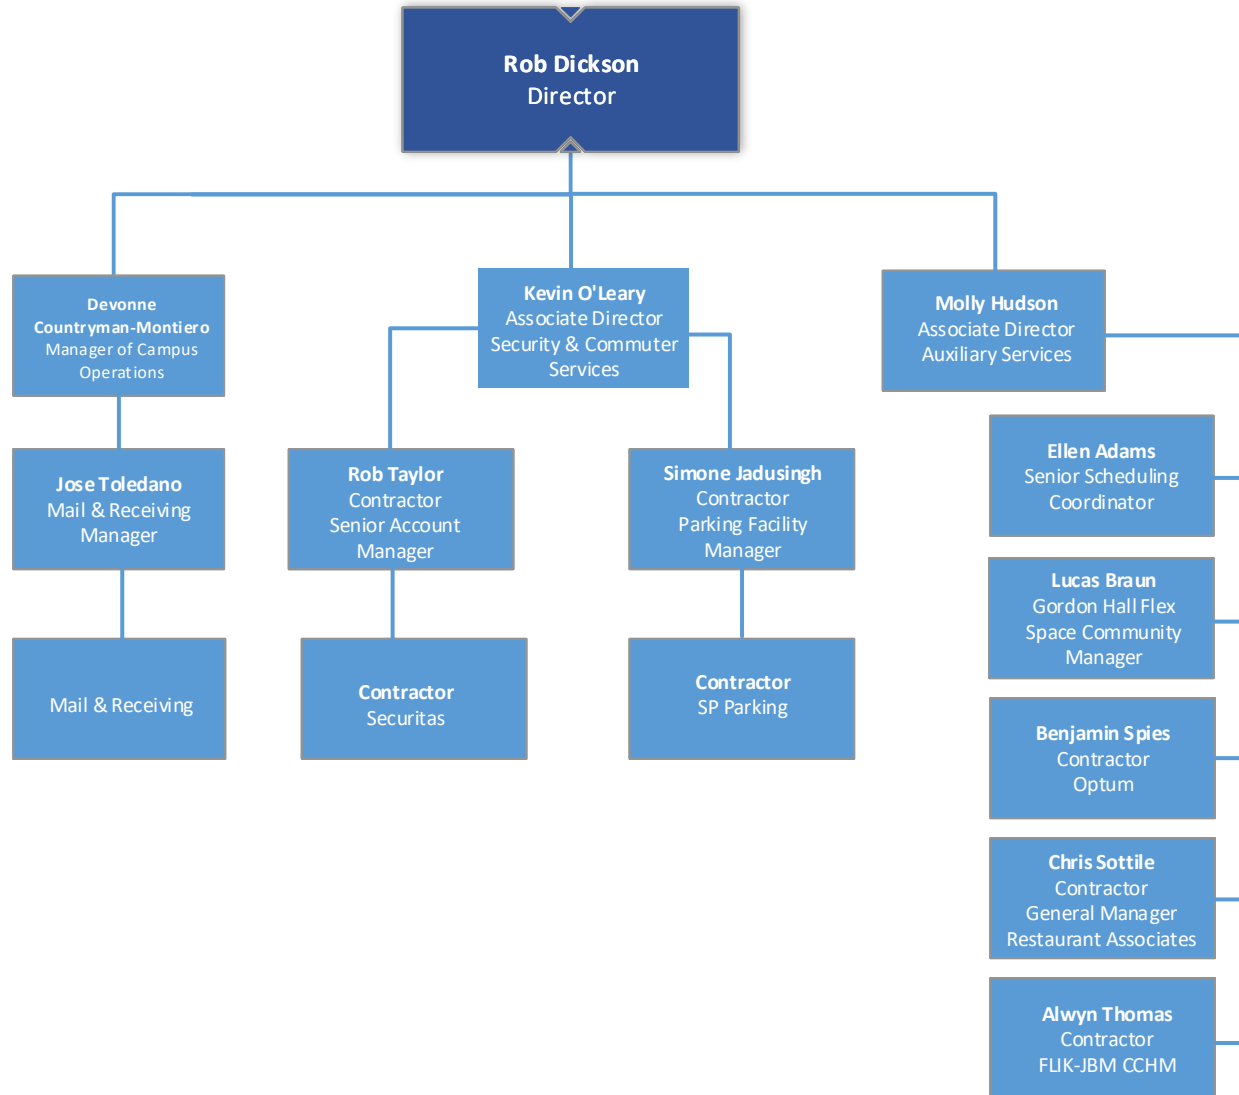 Rob Dickson
Director
Devonne
Countryman-Montiero
Manager of Campus
Operations
Kevin O'Leary
Associate Director
Security & Commuter
Services
Molly Hudson
Associate Director
Auxiliary Services
Jose Toledano
Mail & Receiving
Manager
Rob Taylor
Contractor
Senior Account
Manager
Simone Jadusingh
Contractor
Parking Facility
Manager
Mail & Receiving
Contractor
Securitas
Contractor
SP Parking
Ellen Adams
Senior Scheduling
Coordinator
Lucas Braun
Gordon Hall Flex
Space Community
Manager
Benjamin Spies
Contractor
Optum
Chris Sottile
Contractor
General Manager
Restaurant Associates
Alwyn Thomas
Contractor
FLIK-JBM CCHM